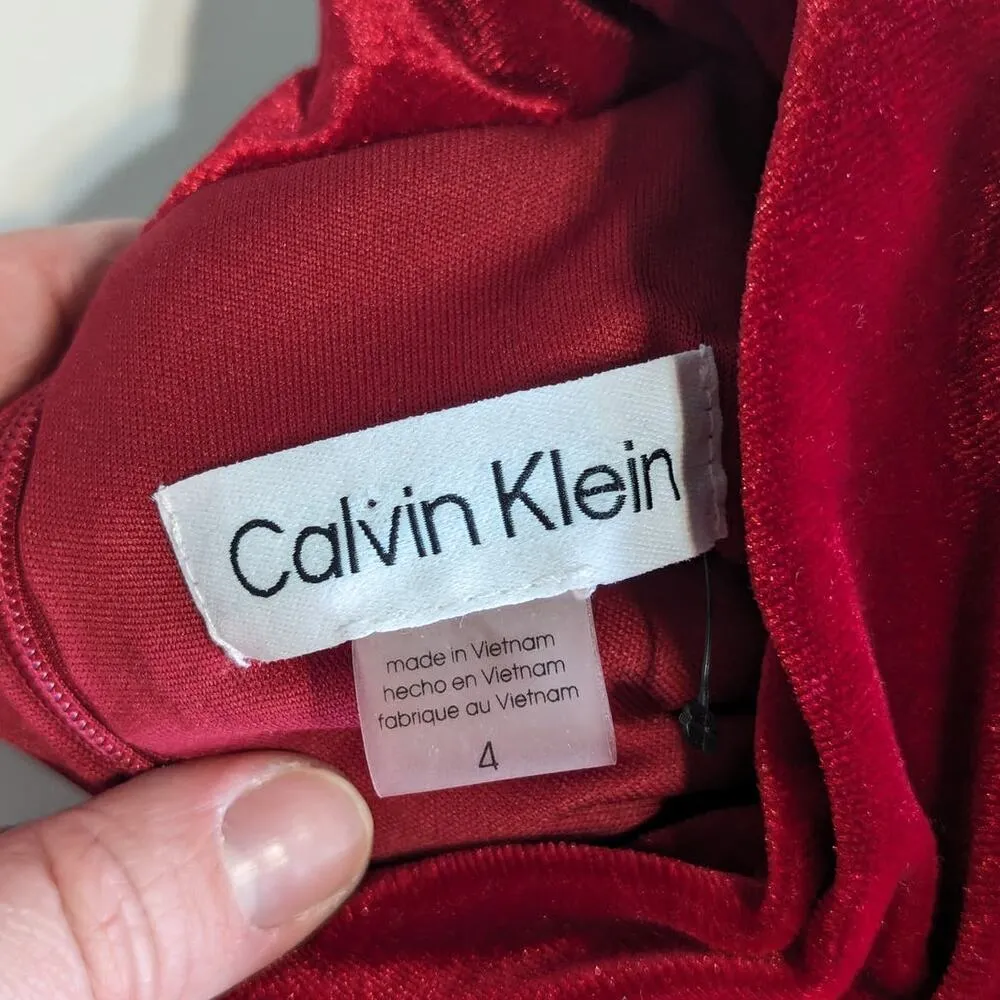 Calvin Klein
made in Vietnam
hecho en Vietnam
fabrique au Vietnam
4